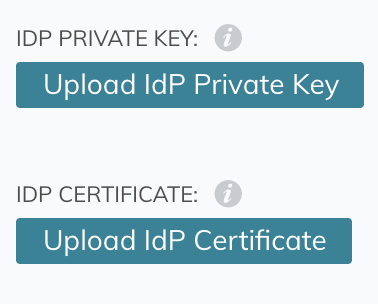 IDP PRIVATE KEY: i
Upload IdP Private Key
IDP CERTIFICATE: i
Upload IdP Certificate